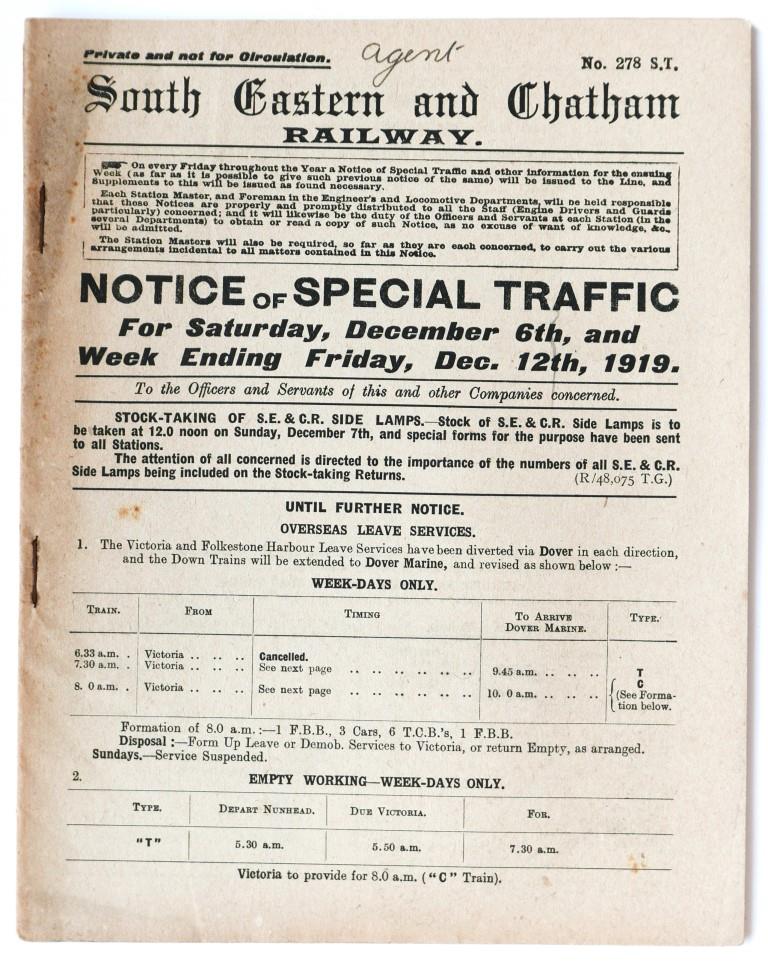 Private and not for Circulation.
agent
No. 278 S.T.
South Eastern and Chatham
RAILWAY.
On every Friday throughout the Year a Notice of Special Traffic and other information for the ensuing
Week (as far as it is possible to give such previous notice of the same) will be issued to the Line, and
Supplements to this will be issued as found necessary.
Each Station Master, and Foreman in the Engineer's and Locomotive Departments, will be held responsible
that these Notices are properly and promptly distributed to all the Staff (Engine Drivers and Guards
particularly) concerned; and it will likewise be the duty of the Officers and Servants at each Station (in the
several Departments) to obtain or read a copy of such Notice, as no excuse of want of knowledge, &c.,
will be admitted.
The Station Masters will also be required, so far as they are each concerned, to carry out the various
arrangements incidental to all matters contained in this Notice.
NOTICE OF SPECIAL TRAFFIC
For Saturday, December 6th, and
Week Ending Friday, Dec. 12th, 1919.
To the Officers and Servants of this and other Companies concerned.
STOCK-TAKING OF S.E. & C.R. SIDE LAMPS.—Stock of S.E. & C.R. Side Lamps is to
be taken at 12.0 noon on Sunday, December 7th, and special forms for the purpose have been sent
to all Stations.
The attention of all concerned is directed to the importance of the numbers of all S.E. & C.R.
Side Lamps being included on the Stock-taking Returns. (R/48,075 T.G.)
UNTIL FURTHER NOTICE.
OVERSEAS LEAVE SERVICES.
1. The Victoria and Folkestone Harbour Leave Services have been diverted via Dover in each direction,
and the Down Trains will be extended to Dover Marine, and revised as shown below :—
WEEK-DAYS ONLY.
TRAIN. FROM TIMING TO ARRIVE DOVER MARINE. TYPE.
6.33 a.m. . Victoria .. .. .. Cancelled.
7.30 a.m. . Victoria .. .. .. See next page .. .. .. .. .. .. 9.45 a.m. .. .. .. T
8. 0 a.m. . Victoria .. .. .. See next page .. .. .. .. .. .. 10. 0 a.m. .. .. .. C
(See Forma-
tion below.
Formation of 8.0 a.m. :—1 F.B.B., 3 Cars, 6 T.C.B.'s, 1 F.B.B.
Disposal :—Form Up Leave or Demob. Services to Victoria, or return Empty, as arranged.
Sundays.—Service Suspended.
2. EMPTY WORKING—WEEK-DAYS ONLY.
TYPE. DEPART NUNHEAD. DUE VICTORIA. FOR.
"T" 5.30 a.m. 5.50 a.m. 7.30 a.m.
Victoria to provide for 8.0 a.m. ("C" Train).